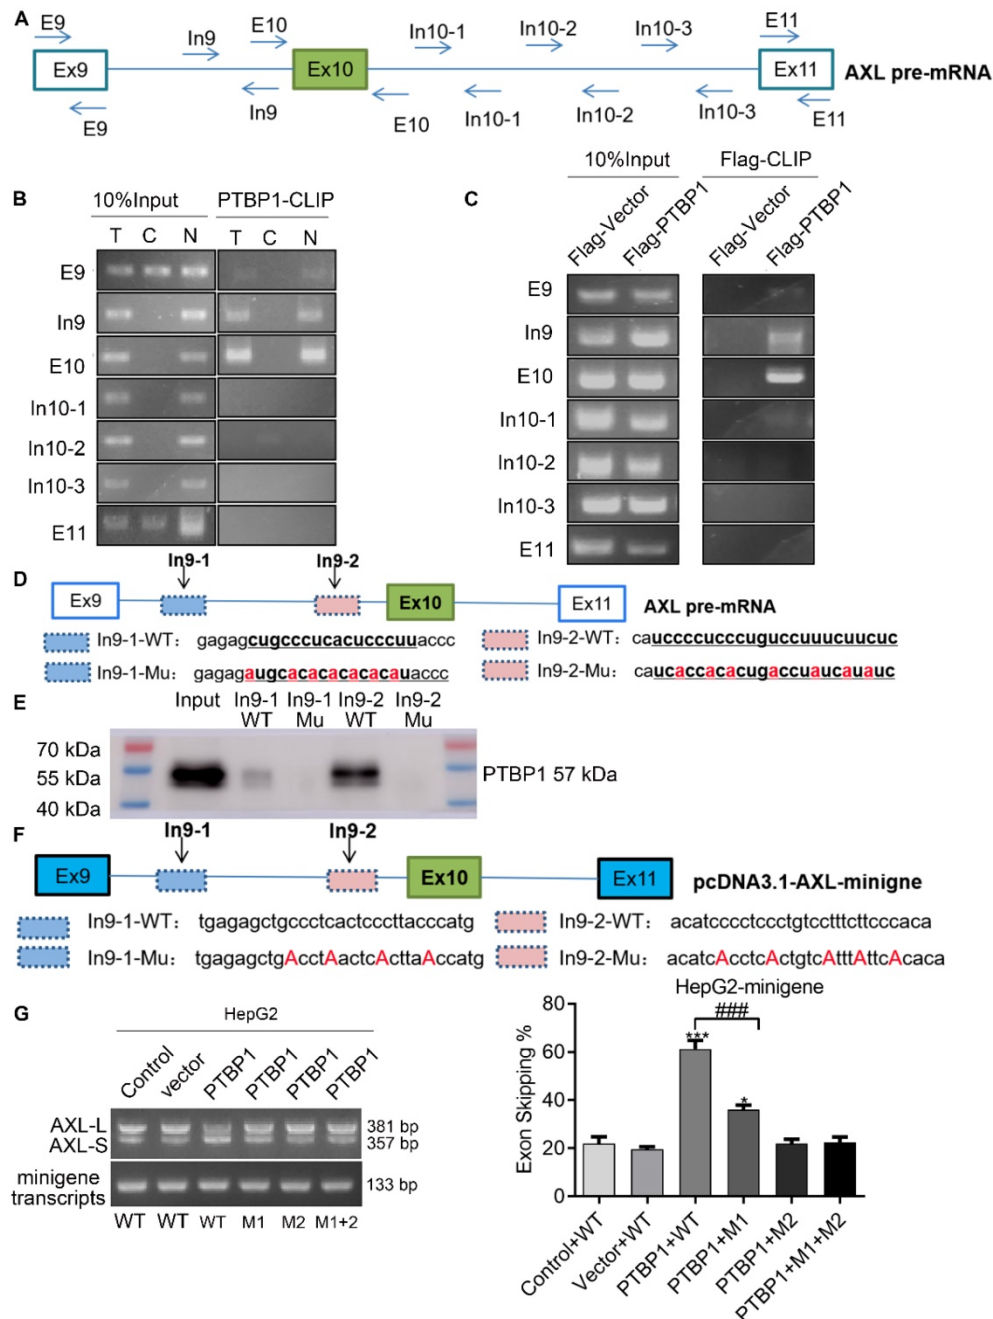 A
E9 In9 E10 In10-1 In10-2 In10-3 E11
Ex9 Ex10 Ex11 AXL pre-mRNA
E9 In9 E10 In10-1 In10-2 In10-3 E11
B
10%Input PTBP1-CLIP
T C N T C N
E9
In9
E10
In10-1
In10-2
In10-3
E11
C
10%Input Flag-CLIP
Flag-Vector Flag-PTBP1 Flag-Vector Flag-PTBP1
E9
In9
E10
In10-1
In10-2
In10-3
E11
D
In9-1 In9-2
Ex9 Ex10 Ex11 AXL pre-mRNA
In9-1-WT: gagagcugcccucacucccuuaccc In9-2-WT: cauccccucccuguccuuucuucuc
In9-1-Mu: gagagaugcacacacacacauaccc In9-2-Mu: caucaccacacugaccuaucauauc
E
Input In9-1 WT In9-1 Mu In9-2 WT In9-2 Mu
70 kDa
55 kDa
40 kDa
PTBP1 57 kDa
F
In9-1 In9-2
Ex9 Ex10 Ex11 pcDNA3.1-AXL-minigne
In9-1-WT: tgagagctgccctcactcccttacccatg In9-2-WT: acatcccctccctgtcctttcttcccaca
In9-1-Mu: tgagagctgAcctAactcActtaAccatg In9-2-Mu: acatcAcctcActgtcAtttAttcAcaca
G
HepG2
Control vector PTBP1 PTBP1 PTBP1 PTBP1
AXL-L 381 bp
AXL-S 357 bp
minigene
transcripts 133 bp
WT WT WT M1 M2 M1+2
HepG2-minigene
Exon Skipping %
80
60
40
20
0
###
***
*
Control+WT
Vector+WT
PTBP1+WT
PTBP1+M1
PTBP1+M2
PTBP1+M1+M2